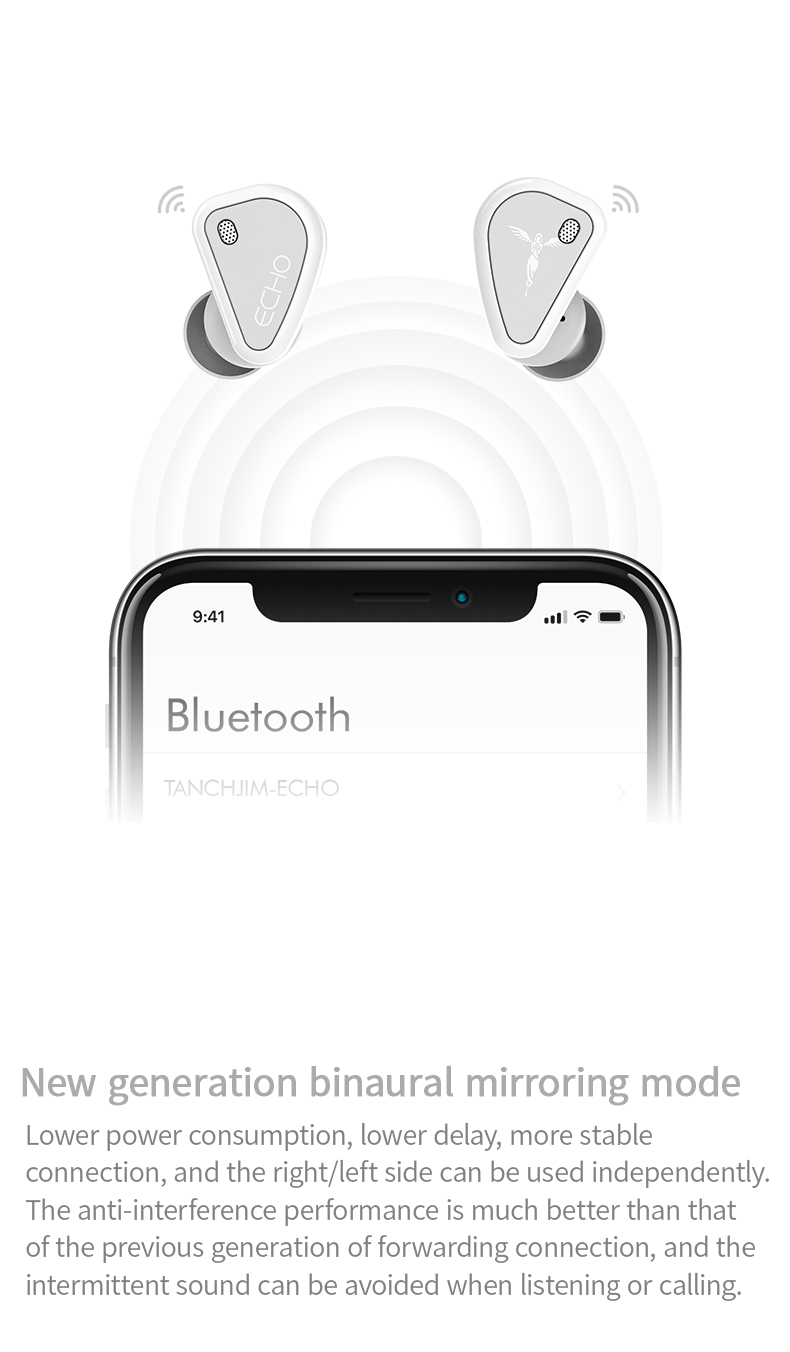 ECHO
9:41
Bluetooth
TANCHJIM-ECHO
New generation binaural mirroring mode
Lower power consumption, lower delay, more stable
connection, and the right/left side can be used independently.
The anti-interference performance is much better than that
of the previous generation of forwarding connection, and the
intermittent sound can be avoided when listening or calling.